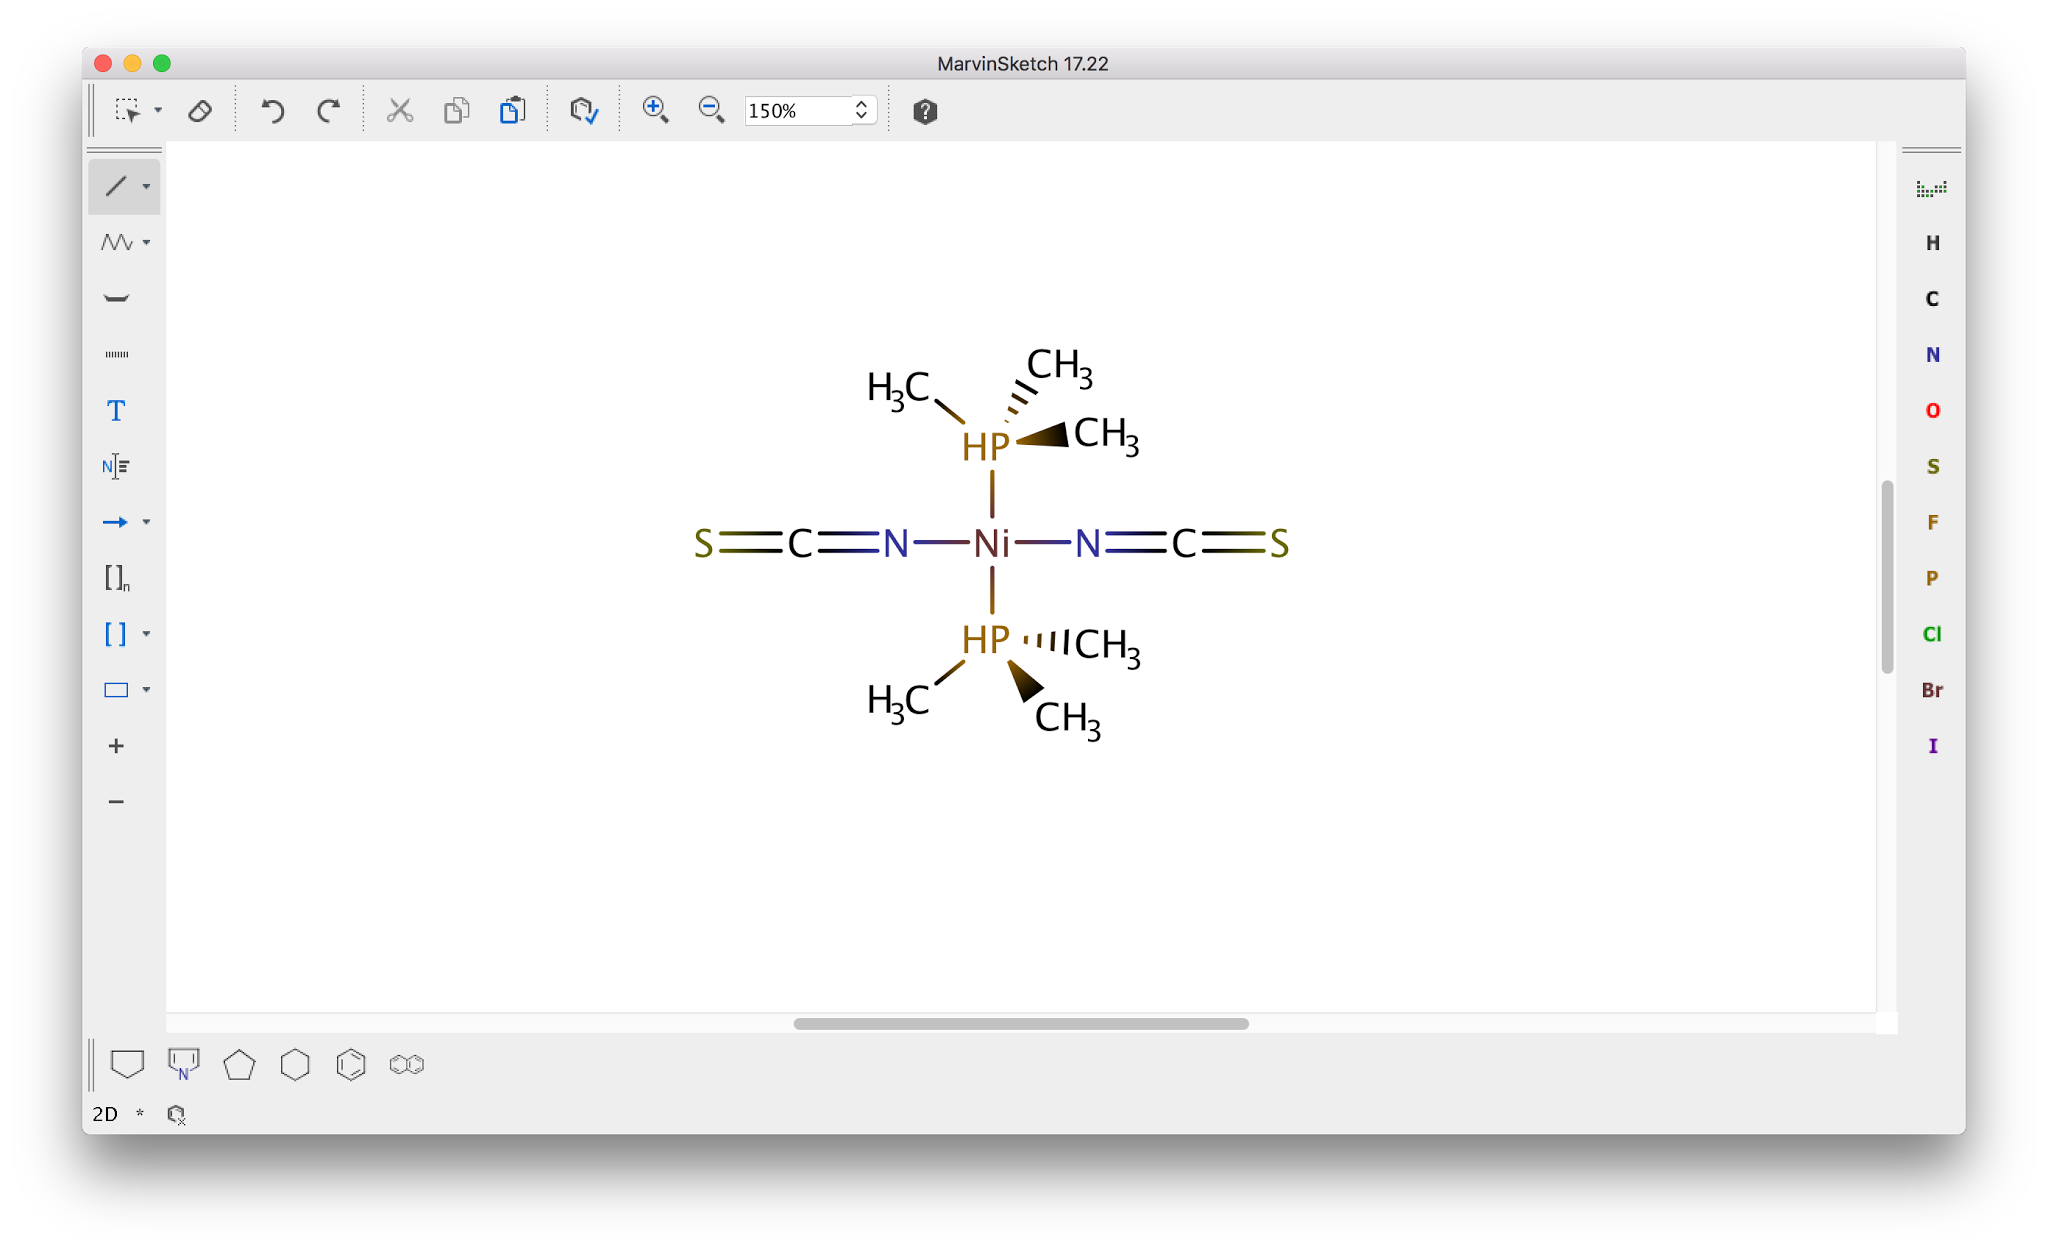 MarvinSketch 17.22
150%
?
H
C
N
O
S
F
P
Cl
Br
I
T
N
[ ]n
[ ]
+
−
CH3
H3C
HP
CH3
S C N Ni N C S
HP
CH3
H3C
CH3
N
2D *